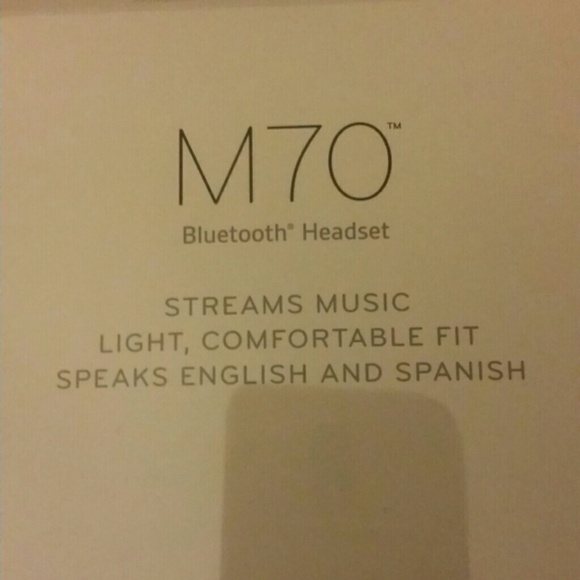 M70™
Bluetooth® Headset
STREAMS MUSIC
LIGHT, COMFORTABLE FIT
SPEAKS ENGLISH AND SPANISH